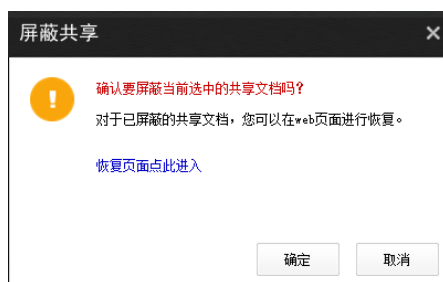 屏蔽共享
确认要屏蔽当前选中的共享文档吗？
对于已屏蔽的共享文档，您可以在web页面进行恢复。
恢复页面点此进入
确定
取消